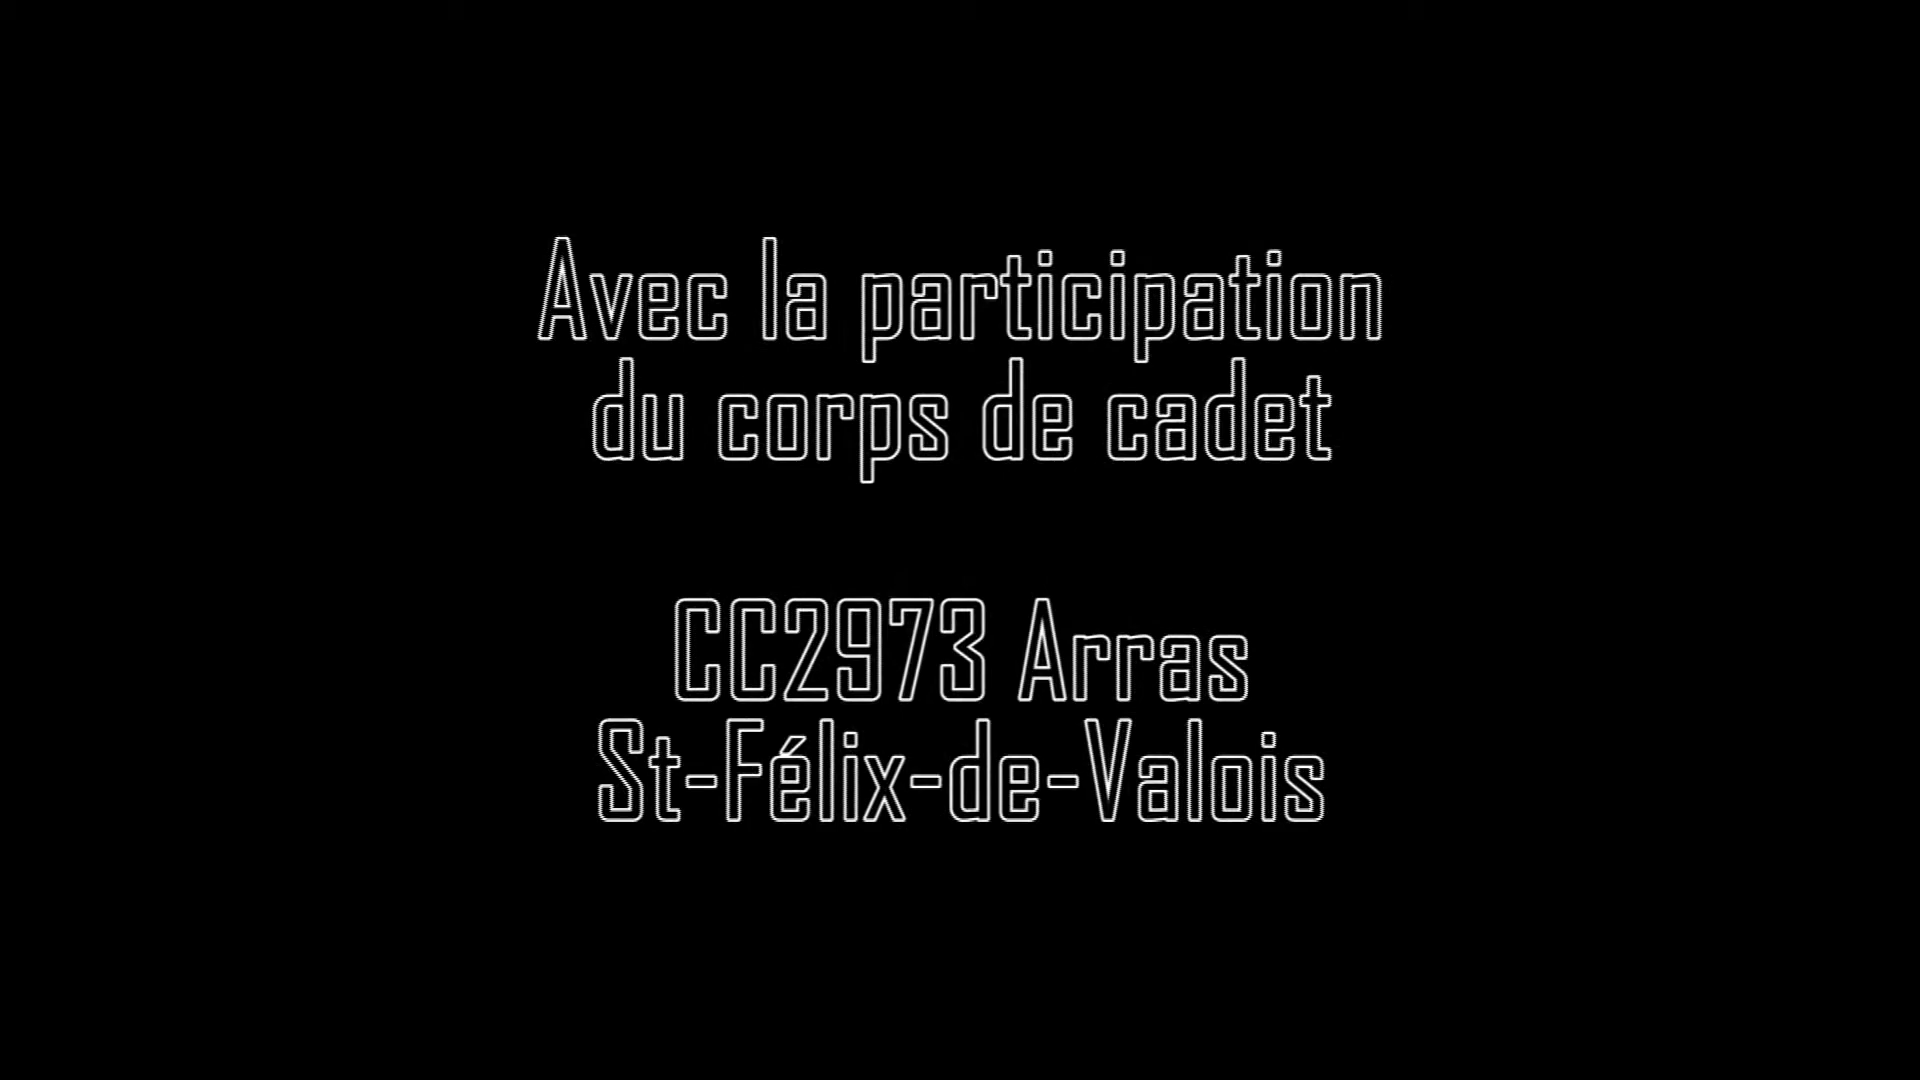 Avec la participation
du corps de cadet
CC2973 Arras
St-Félix-de-Valois